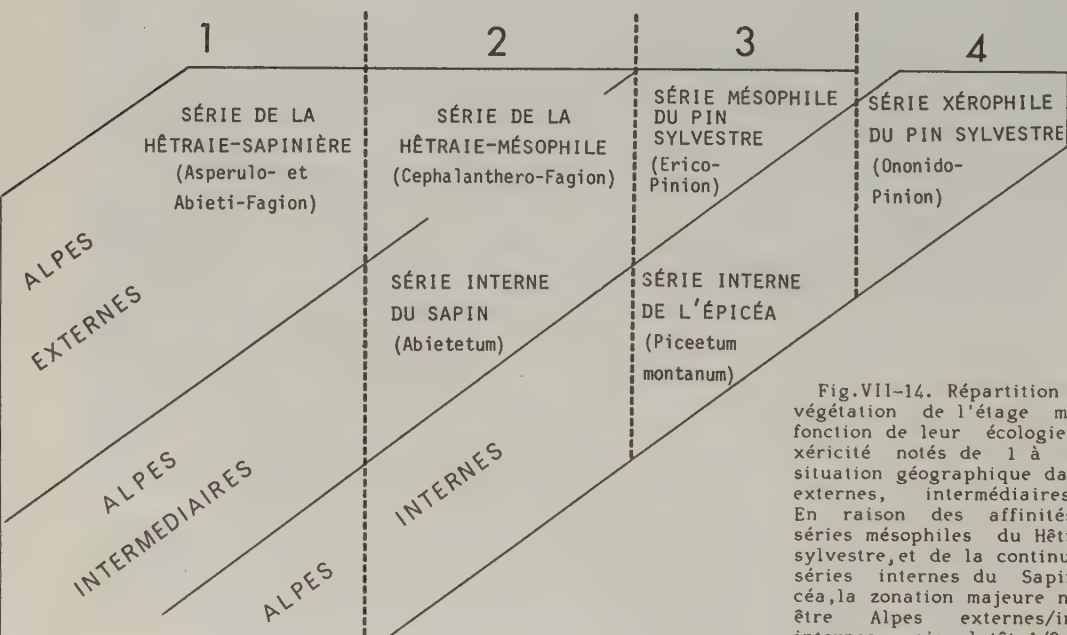 1
2
3
4
SÉRIE DE LA
HÊTRAIE-SAPINIÈRE
(Asperulo- et
Abieti-Fagion)
SÉRIE DE LA
HÊTRAIE-MÉSOPHILE
(Cephalanthero-Fagion)
SÉRIE MÉSOPHILE
DU PIN
SYLVESTRE
(Erico-
Pinion)
SÉRIE XÉROPHILE
DU PIN SYLVESTRE
(Ononido-
Pinion)
ALPES
EXTERNES
SÉRIE INTERNE
DU SAPIN
(Abietetum)
SÉRIE INTERNE
DE L'ÉPICÉA
(Piceetum
montanum)
ALPES
INTERMEDIAIRES
ALPES
INTERNES
Fig.VII-14. Répartition
végétation de l'étage m
fonction de leur écologie
xéricité notés de 1 à
situation géographique da
externes, intermédiaires
En raison des affinité
séries mésophiles du Hêt
sylvestre,et de la continu
séries internes du Sapi
céa,la zonation majeure n
être Alpes externes/in